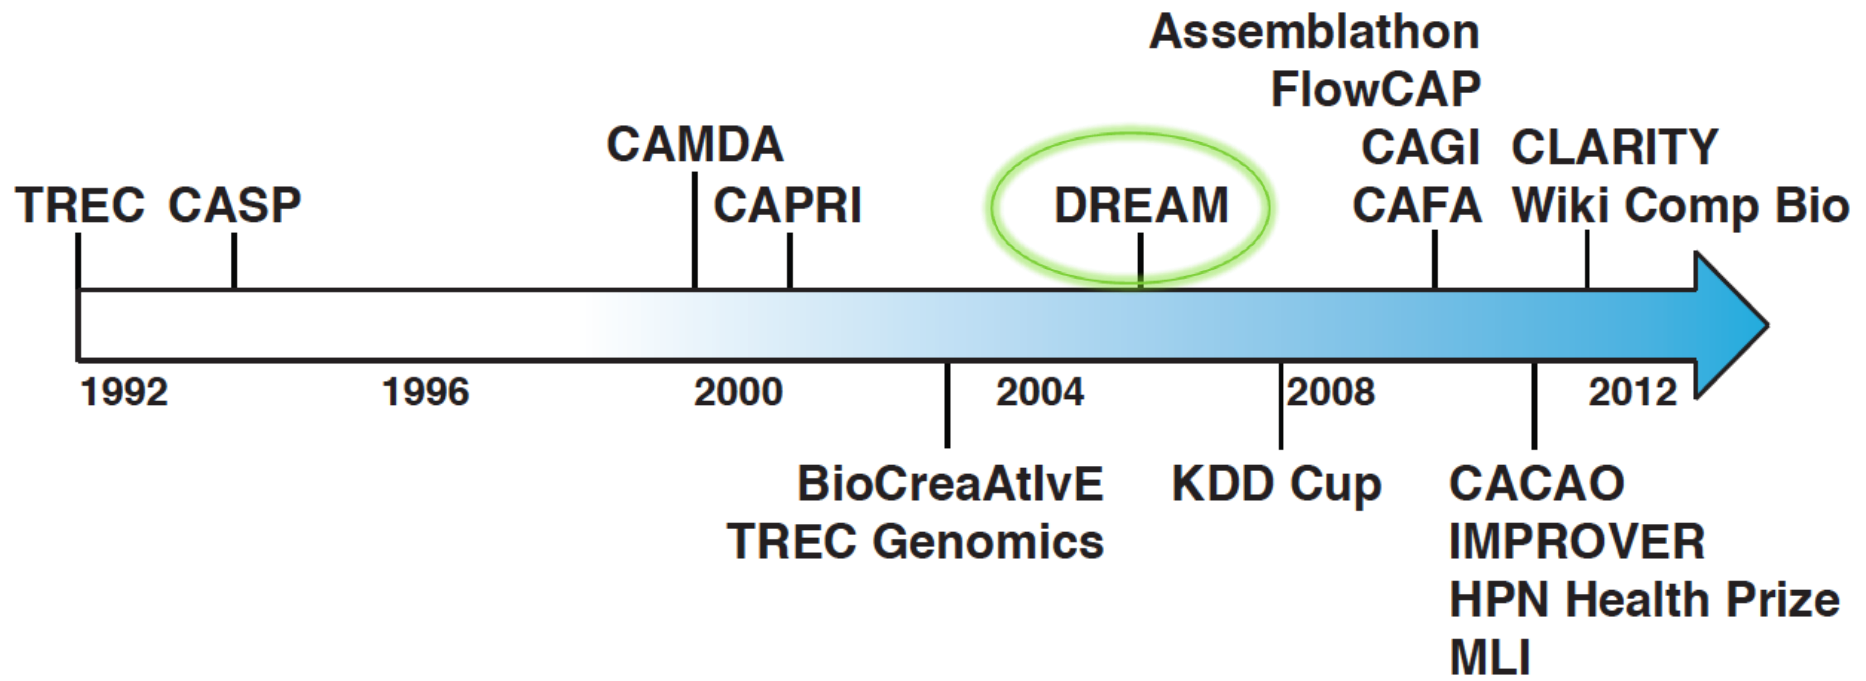 Assemblathon
FlowCAP
CAMDA
CAGI CLARITY
TREC CASP CAPRI DREAM CAFA Wiki Comp Bio
1992 1996 2000 2004 2008 2012
BioCreaAtIvE KDD Cup CACAO
TREC Genomics IMPROVER
HPN Health Prize
MLI